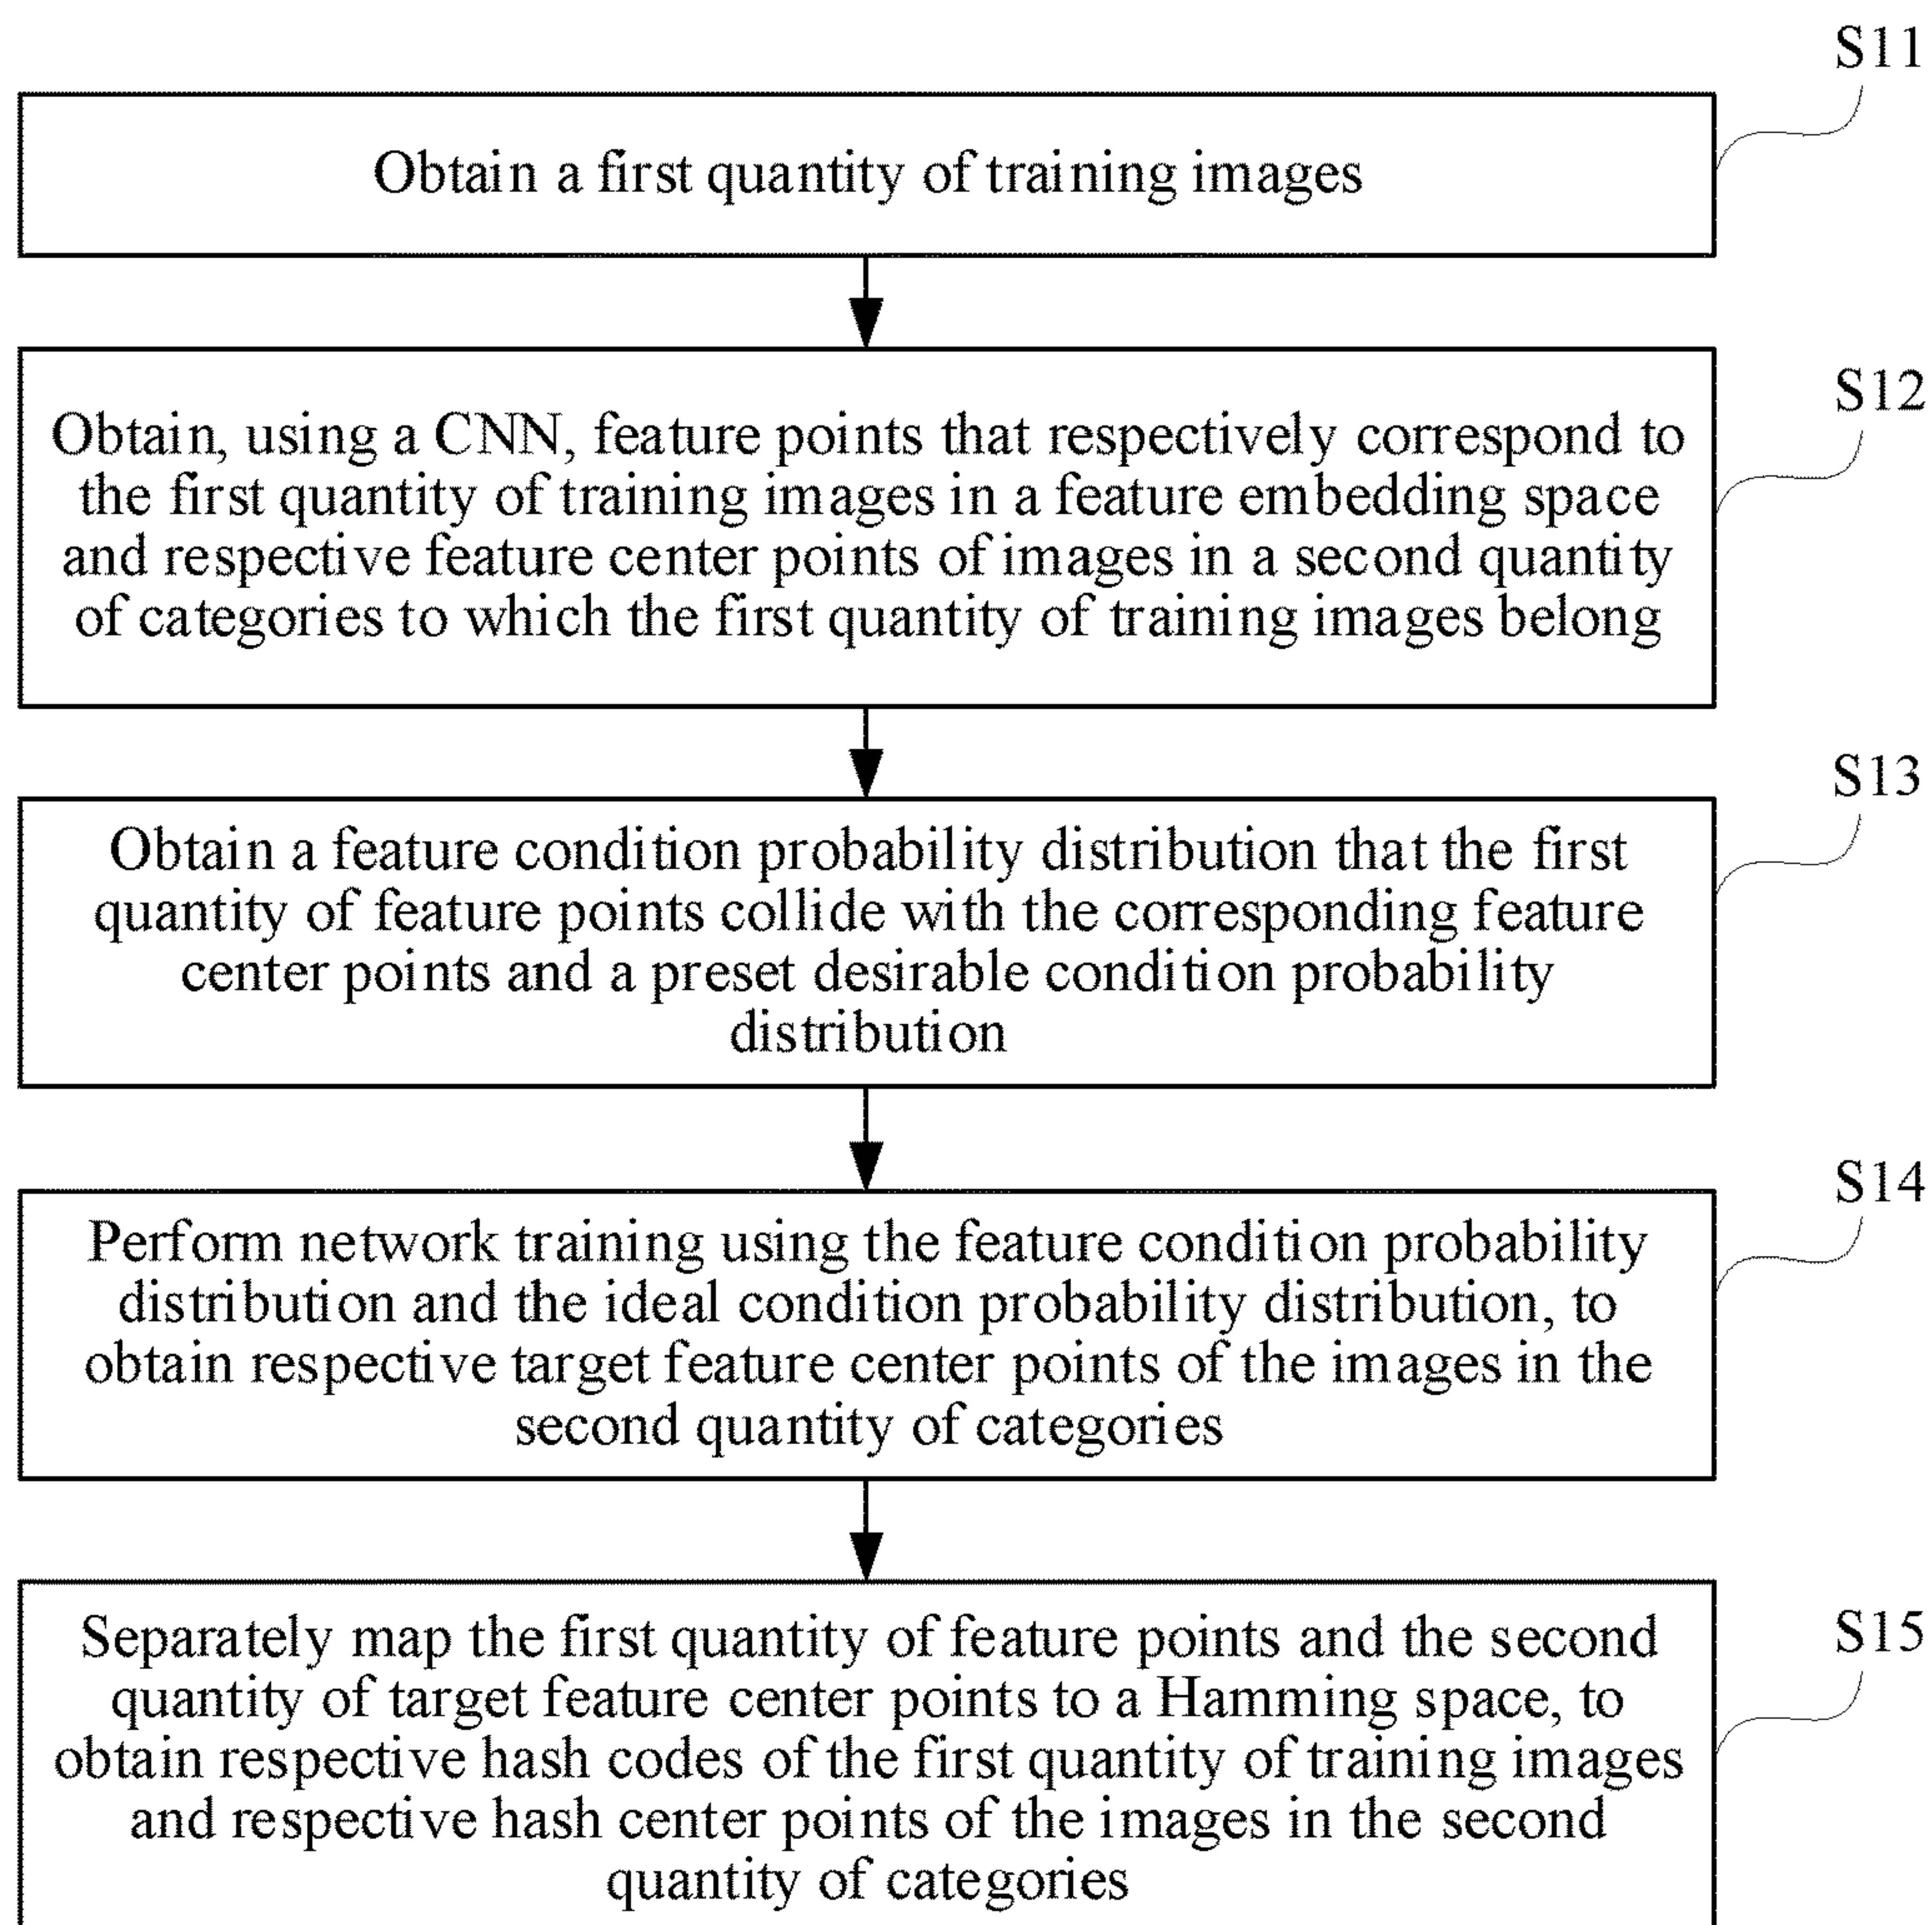 S11
Obtain a first quantity of training images
S12
Obtain, using a CNN, feature points that respectively correspond to
the first quantity of training images in a feature embedding space
and respective feature center points of images in a second quantity
of categories to which the first quantity of training images belong
S13
Obtain a feature condition probability distribution that the first
quantity of feature points collide with the corresponding feature
center points and a preset desirable condition probability
distribution
S14
Perform network training using the feature condition probability
distribution and the ideal condition probability distribution, to
obtain respective target feature center points of the images in the
second quantity of categories
S15
Separately map the first quantity of feature points and the second
quantity of target feature center points to a Hamming space, to
obtain respective hash codes of the first quantity of training images
and respective hash center points of the images in the second
quantity of categories